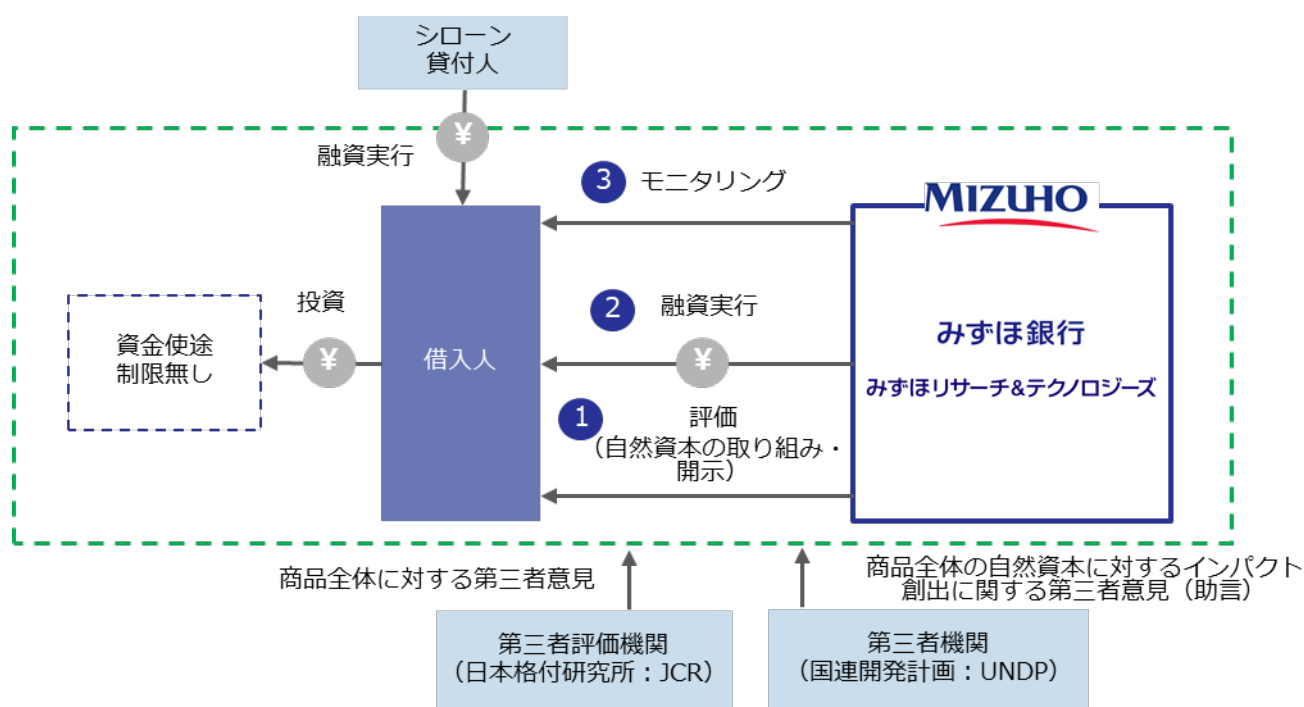 シローン
貸付人
¥
融資実行
3 モニタリング
MIZUHO
投資
2 融資実行
資金使途
制限無し
¥
借入人
¥
みずほ銀行
みずほリサーチ&テクノロジーズ
1 評価
（自然資本の取り組み・
開示）
商品全体に対する第三者意見
商品全体の自然資本に対するインパクト
創出に関する第三者意見（助言）
第三者評価機関
（日本格付研究所：JCR）
第三者機関
（国連開発計画：UNDP）